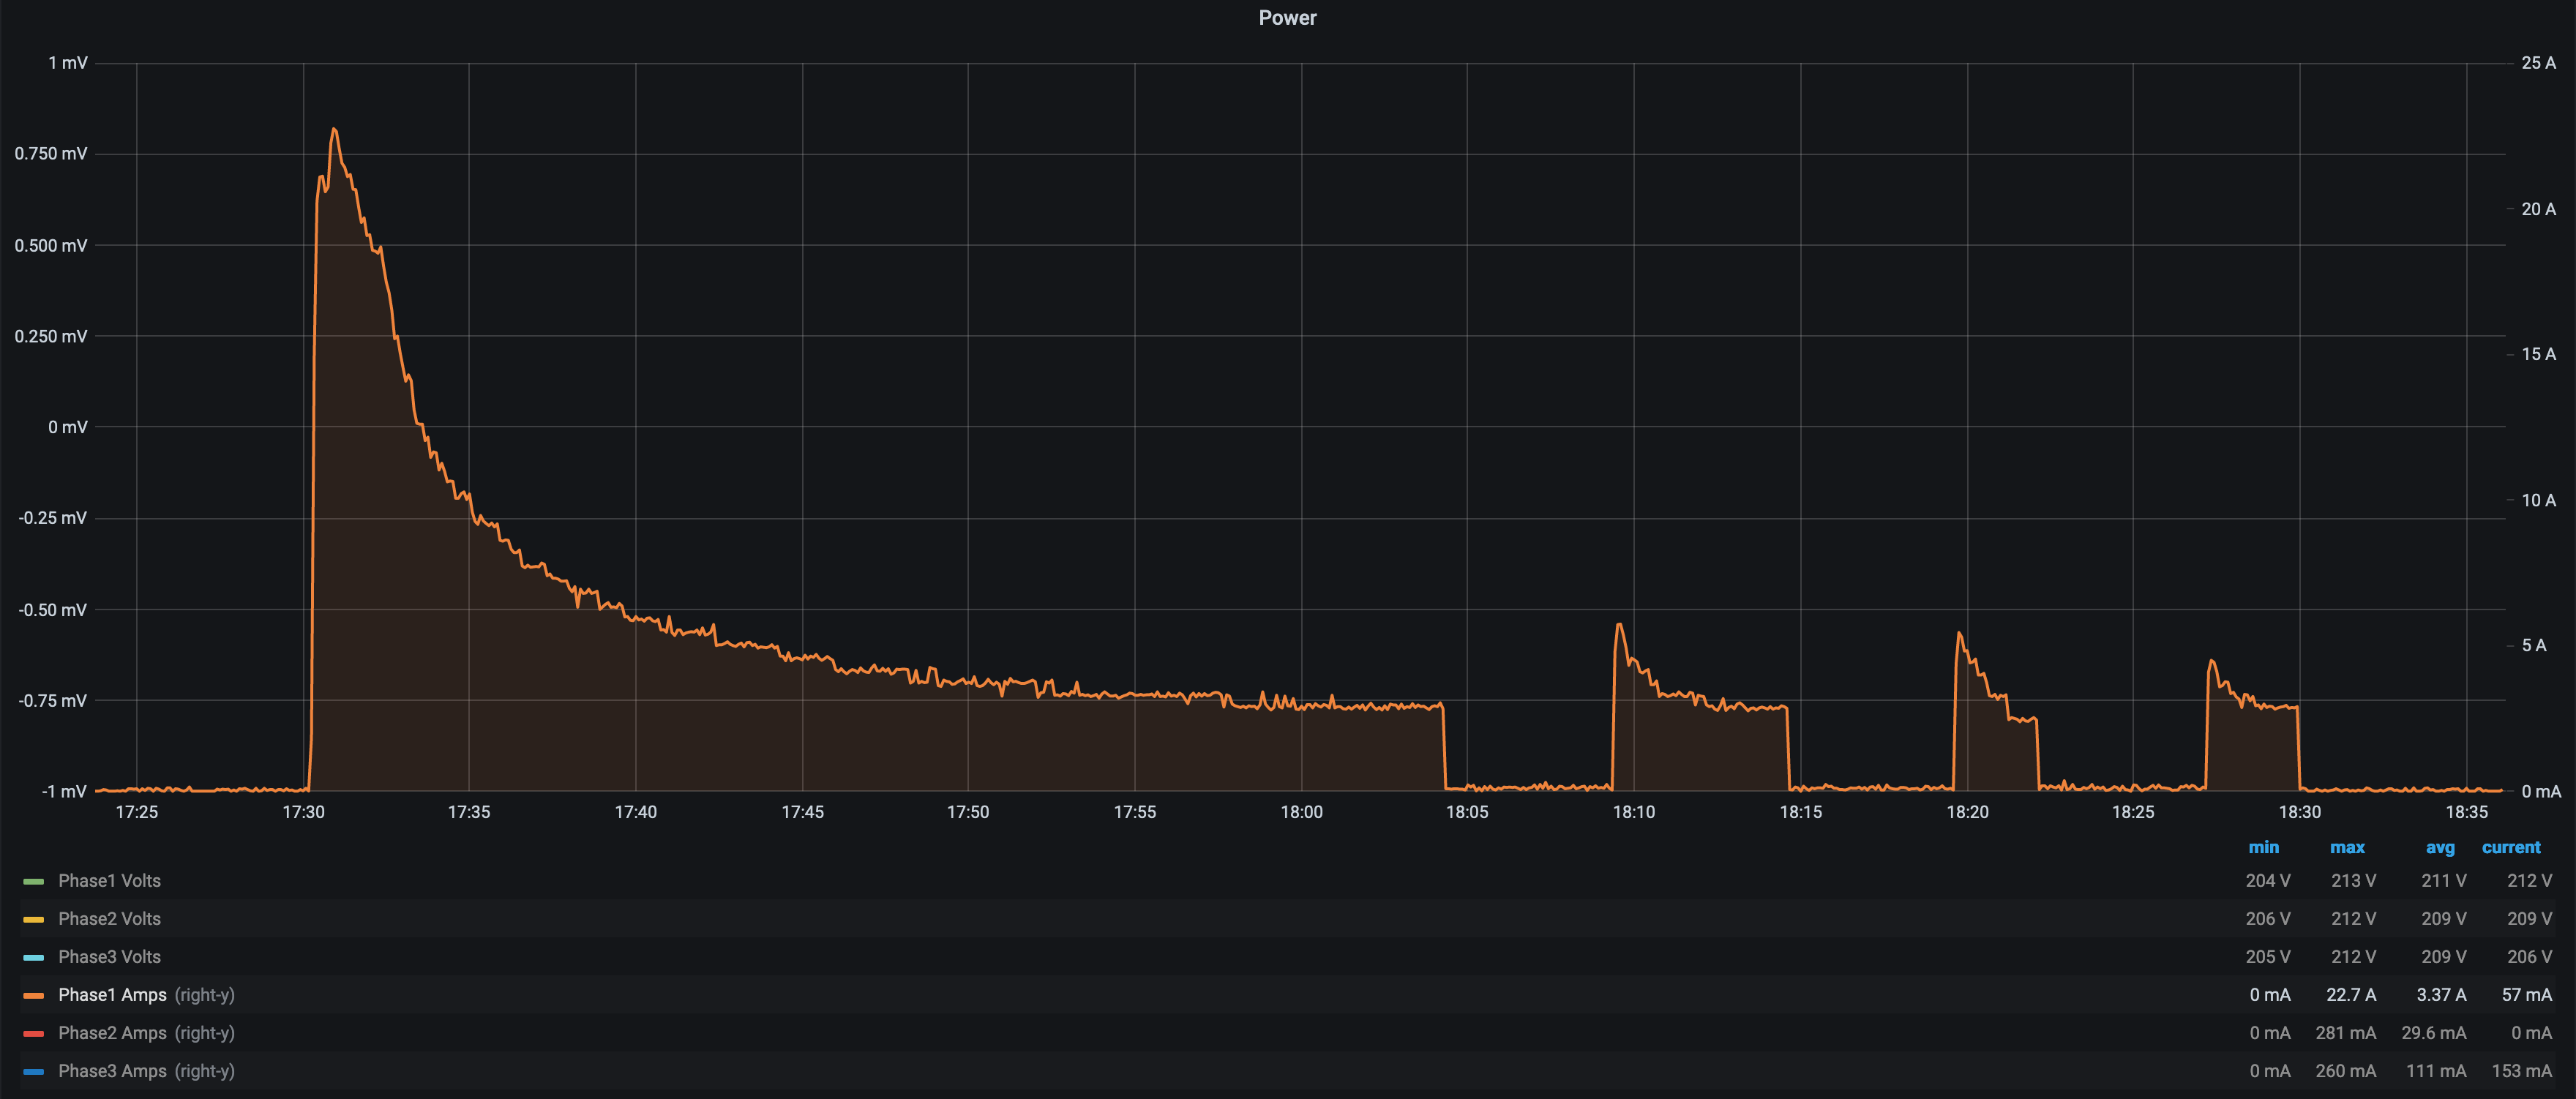 Power
1 mV 25 A
0.750 mV
20 A
0.500 mV
0.250 mV
15 A
0 mV
10 A
-0.25 mV
-0.50 mV
5 A
-0.75 mV
-1 mV 0 mA
17:25 17:30 17:35 17:40 17:45 17:50 17:55 18:00 18:05 18:10 18:15 18:20 18:25 18:30 18:35
min max avg current
Phase1 Volts 204 V 213 V 211 V 212 V
Phase2 Volts 206 V 212 V 209 V 209 V
Phase3 Volts 205 V 212 V 209 V 206 V
Phase1 Amps (right-y) 0 mA 22.7 A 3.37 A 57 mA
Phase2 Amps (right-y) 0 mA 281 mA 29.6 mA 0 mA
Phase3 Amps (right-y) 0 mA 260 mA 111 mA 153 mA